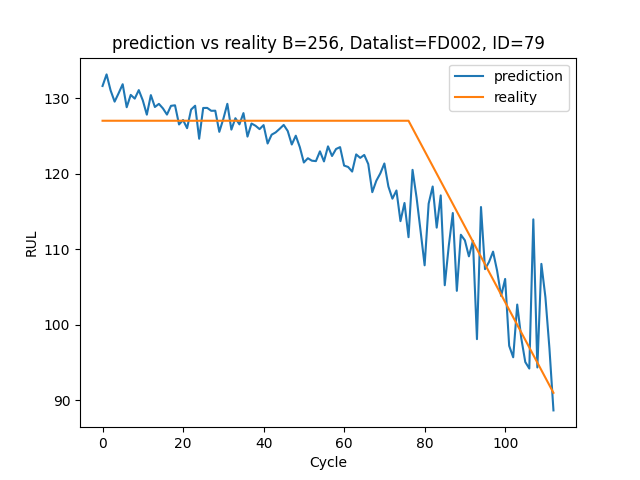 prediction vs reality B=256, Datalist=FD002, ID=79
prediction
reality
130
120
110
100
90
RUL
0 20 40 60 80 100
Cycle